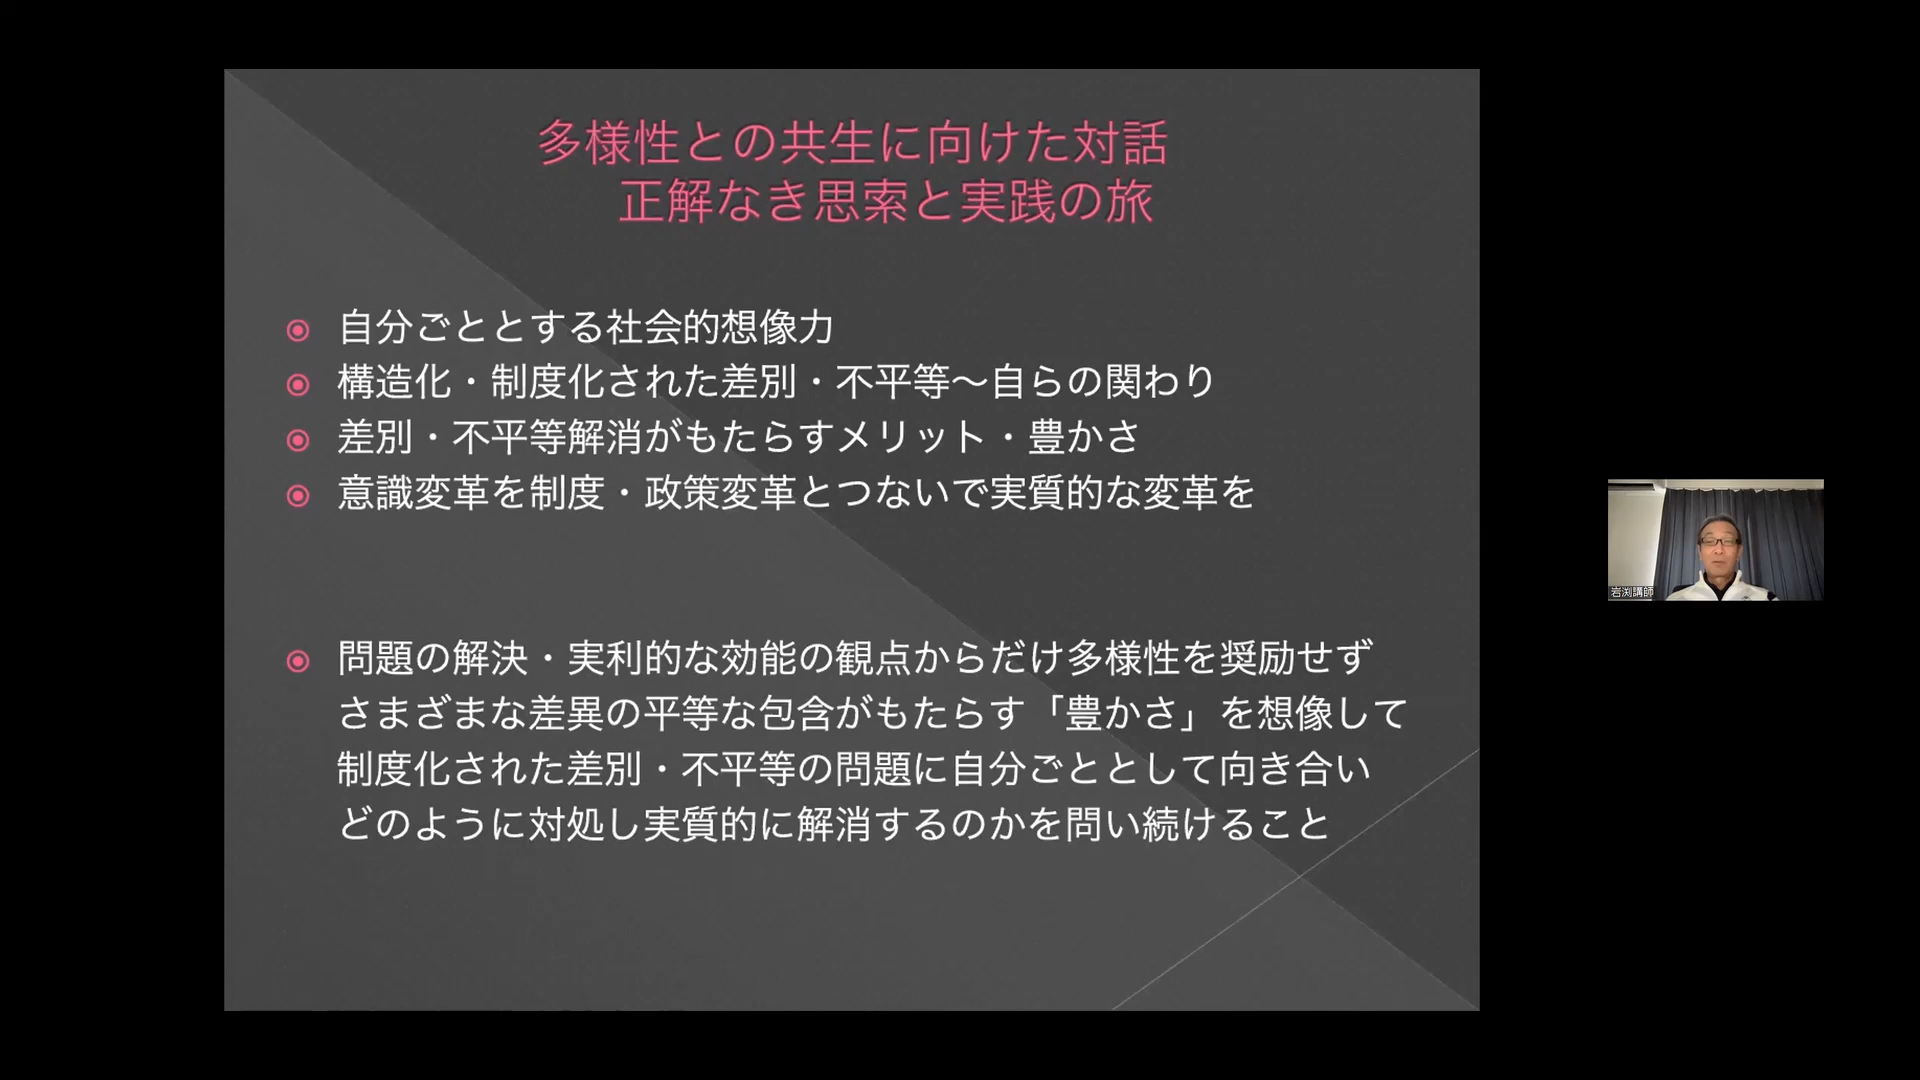 多様性との共生に向けた対話
正解なき思索と実践の旅
自分ごととする社会的想像力
構造化・制度化された差別・不平等～自らの関わり
差別・不平等解消がもたらすメリット・豊かさ
意識変革を制度・政策変革とつないで実質的な変革を
問題の解決・実利的な効能の観点からだけ多様性を奨励せず
さまざまな差異の平等な包含がもたらす「豊かさ」を想像して
制度化された差別・不平等の問題に自分ごととして向き合い
どのように対処し実質的に解消するのかを問い続けること
岩渕講師